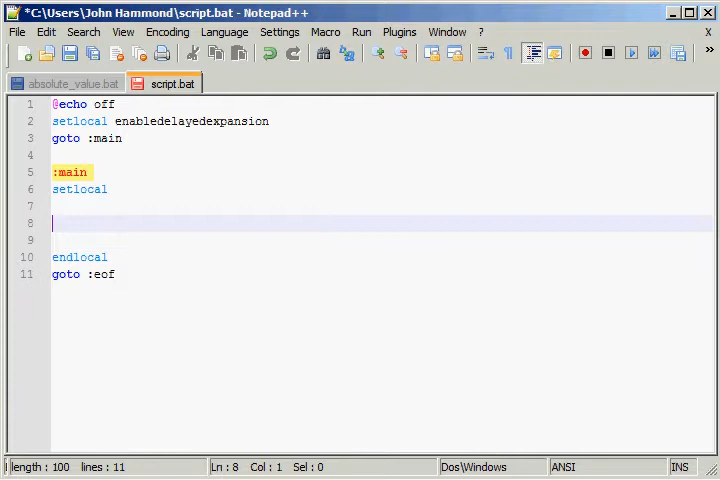 *C:\Users\John Hammond\script.bat - Notepad++
File Edit Search View Encoding Language Settings Macro Run Plugins Window ? X
»
absolute_value.bat script.bat
1 @echo off
2 setlocal enabledelayedexpansion
3 goto :main
4
5 :main
6 setlocal
7
8
9
10 endlocal
11 goto :eof
length : 100 lines : 11 Ln : 8 Col : 1 Sel : 0 Dos\Windows ANSI INS